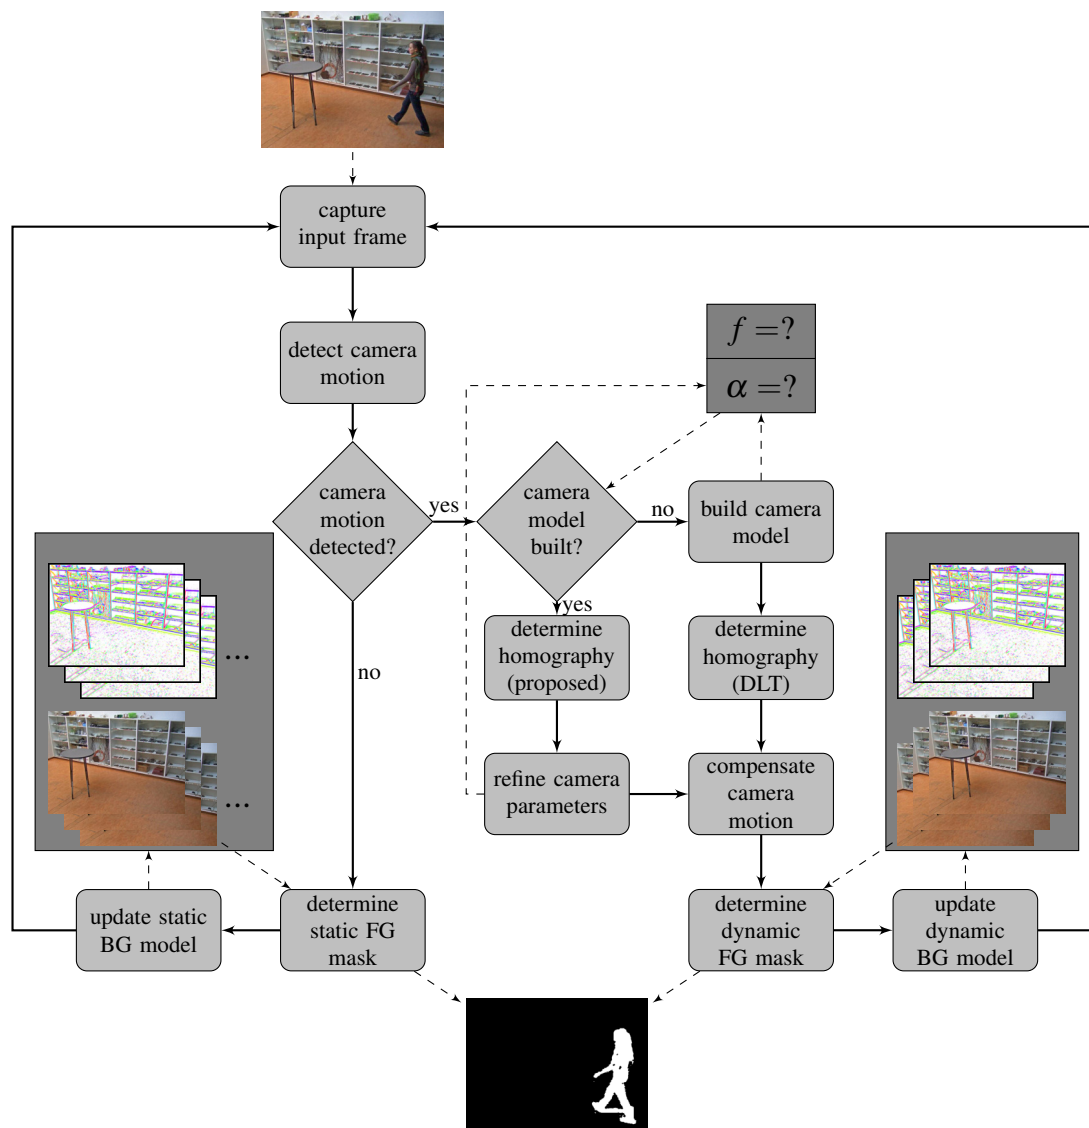 capture
input frame
detect camera
motion
f =?
α =?
camera
motion
detected?
yes
camera
model
built?
no
build camera
model
yes
no
determine
homography
(proposed)
determine
homography
(DLT)
...
refine camera
parameters
compensate
camera
motion
...
update static
BG model
determine
static FG
mask
determine
dynamic
FG mask
update
dynamic
BG model